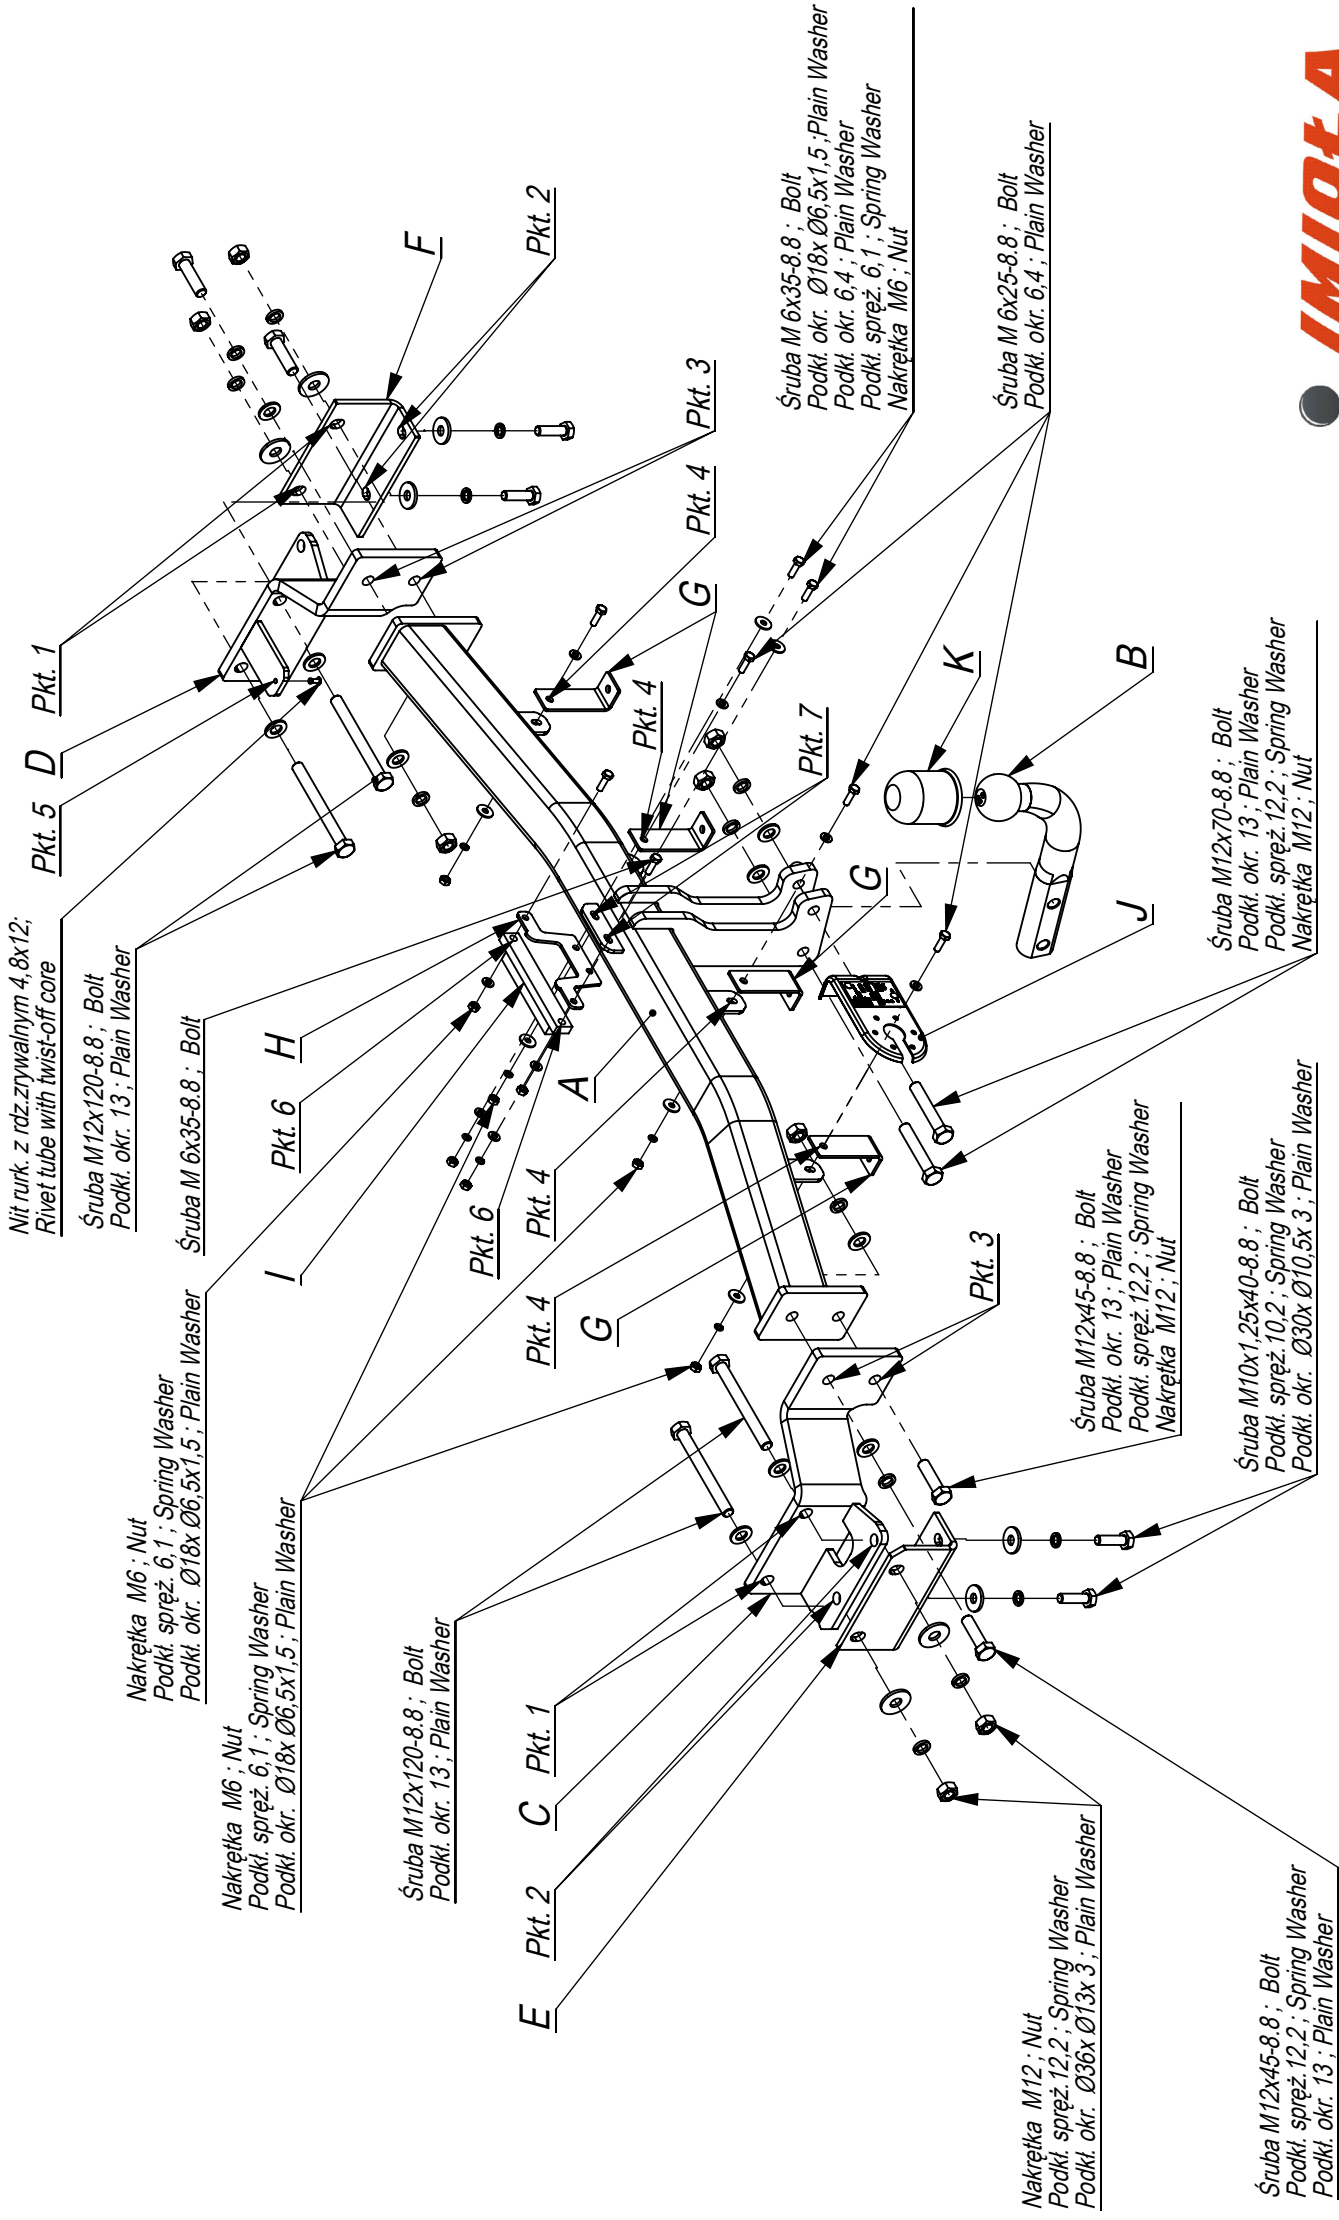 Nit rurk. z rdz.zrywalnym 4,8x12;
Rivet tube with twist-off core
Śruba M12x120-8.8 ; Bolt
Podkł. okr. 13 ; Plain Washer
Śruba M 6x35-8.8 ; Bolt
Nakrętka M6 ; Nut
Podkł. spręż. 6,1 ; Spring Washer
Podkł. okr. Ø18x Ø6,5x1,5 ; Plain Washer
Nakrętka M6 ; Nut
Podkł. spręż. 6,1 ; Spring Washer
Podkł. okr. Ø18x Ø6,5x1,5 ; Plain Washer
Śruba M12x120-8.8 ; Bolt
Podkł. okr. 13 ; Plain Washer
Pkt. 5
D
Pkt. 1
F
Pkt. 2
Pkt. 3
Pkt. 4
G
Pkt. 4
Pkt. 7
H
Pkt. 6
I
A
Pkt. 6
Pkt. 4
Pkt. 4
G
G
K
B
J
Pkt. 3
E
Pkt. 2
C
Pkt. 1
Śruba M 6x35-8.8 ; Bolt
Podkł. okr. Ø18x Ø6,5x1,5 ;Plain Washer
Podkł. okr. 6,4 ; Plain Washer
Podkł. spręż. 6,1 ; Spring Washer
Nakrętka M6 ; Nut
Śruba M 6x25-8.8 ; Bolt
Podkł. okr. 6,4 ; Plain Washer
Śruba M12x70-8.8 ; Bolt
Podkł. okr. 13 ; Plain Washer
Podkł. spręż.12,2 ; Spring Washer
Nakrętka M12 ; Nut
Śruba M12x45-8.8 ; Bolt
Podkł. okr. 13 ; Plain Washer
Podkł. spręż.12,2 ; Spring Washer
Nakrętka M12 ; Nut
Śruba M10x1,25x40-8.8 ; Bolt
Podkł. spręż.10,2 ; Spring Washer
Podkł. okr. Ø30x Ø10,5x 3 ; Plain Washer
Nakrętka M12 ; Nut
Podkł. spręż.12,2 ; Spring Washer
Podkł. okr. Ø36x Ø13x 3 ; Plain Washer
Śruba M12x45-8.8 ; Bolt
Podkł. spręż.12,2 ; Spring Washer
Podkł. okr. 13 ; Plain Washer
IMIOŁA